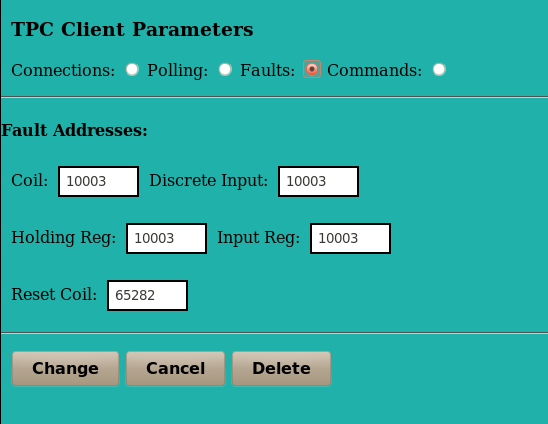 TPC Client Parameters
Connections: Polling: Faults: Commands:
Fault Addresses:
Coil: 10003 Discrete Input: 10003
Holding Reg: 10003 Input Reg: 10003
Reset Coil: 65282
Change Cancel Delete